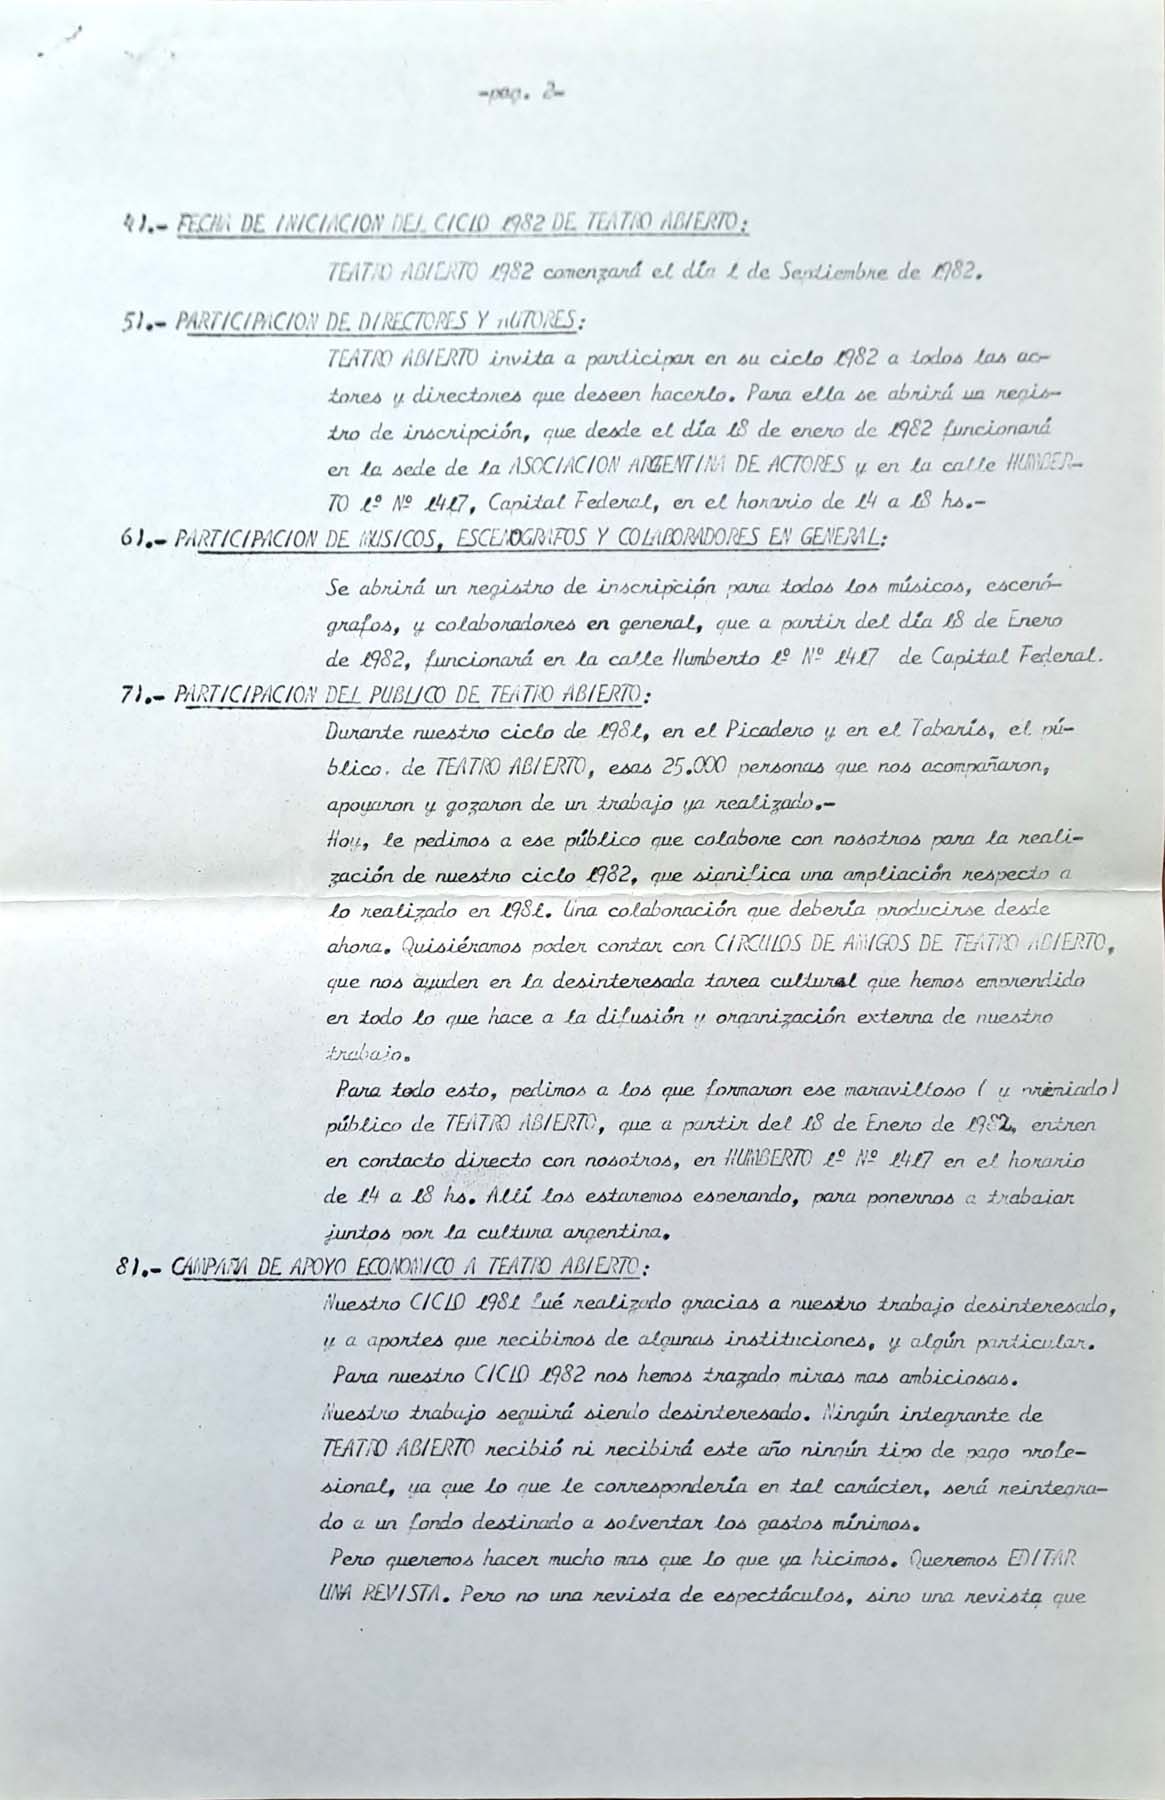 -pag. 2-
4).- FECHA DE INICIACION DEL CICLO 1982 DE TEATRO ABIERTO:
TEATRO ABIERTO 1982 comenzará el día 1 de Septiembre de 1982.
5).- PARTICIPACION DE DIRECTORES Y AUTORES:
TEATRO ABIERTO invita a participar en su ciclo 1982 a todos las ac-
tores y directores que deseen hacerlo. Para ella se abrirá un regis-
tro de inscripción, que desde el día 18 de enero de 1982 funcionará
en la sede de la ASOCIACION ARGENTINA DE ACTORES y en la calle HUMBER-
TO 1º Nº 1417, Capital Federal, en el horario de 14 a 18 hs.-
6).- PARTICIPACION DE MUSICOS, ESCENOGRAFOS Y COLABORADORES EN GENERAL:
Se abrirá un registro de inscripción para todos los músicos, escenó-
grafos, y colaboradores en general, que a partir del día 18 de Enero
de 1982, funcionará en la calle Humberto 1º Nº 1417 de Capital Federal.
7).- PARTICIPACION DEL PUBLICO DE TEATRO ABIERTO:
Durante nuestro ciclo de 1981, en el Picadero y en el Tabarís, el pú-
blico. de TEATRO ABIERTO, esas 25.000 personas que nos acompañaron,
apoyaron y gozaron de un trabajo ya realizado.-
Hoy, le pedimos a ese público que colabore con nosotros para la reali-
zación de nuestro ciclo 1982, que significa una ampliación respecto a
lo realizado en 1981. Una colaboración que debería producirse desde
ahora. Quisiéramos poder contar con CIRCULOS DE AMIGOS DE TEATRO ABIERTO,
que nos ayuden en la desinteresada tarea cultural que hemos emprendido
en todo lo que hace a la difusión y organización externa de nuestro
trabajo.
Para todo esto, pedimos a los que formaron ese maravilloso ( y premiado)
público de TEATRO ABIERTO, que a partir del 18 de Enero de 1982, entren
en contacto directo con nosotros, en HUMBERTO 1º Nº 1417 en el horario
de 14 a 18 hs. Allí los estaremos esperando, para ponernos a trabajar
juntos por la cultura argentina.
8).- CAMPAÑA DE APOYO ECONOMICO A TEATRO ABIERTO:
Nuestro CICLO 1981 fué realizado gracias a nuestro trabajo desinteresado,
y a aportes que recibimos de algunas instituciones, y algún particular.
Para nuestro CICLO 1982 nos hemos trazado miras mas ambiciosas.
Nuestro trabajo seguirá siendo desinteresado. Ningún integrante de
TEATRO ABIERTO recibió ni recibirá este año ningún tipo de pago profe-
sional, ya que lo que le correspondería en tal carácter, será reintegra-
do a un fondo destinado a solventar los gastos mínimos.
Pero queremos hacer mucho mas que lo que ya hicimos. Queremos EDITAR
UNA REVISTA. Pero no una revista de espectáculos, sino una revista que